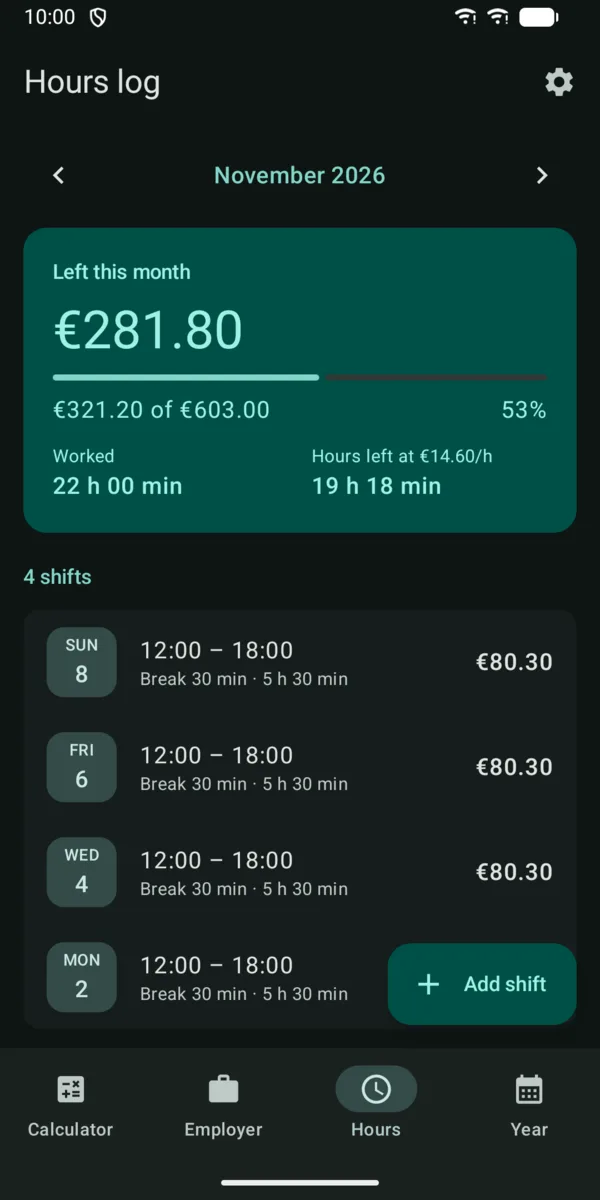 10:00
Hours log
November 2026
Left this month
€281.80
€321.20 of €603.00 53%
Worked Hours left at €14.60/h
22 h 00 min 19 h 18 min
4 shifts
SUN 8
12:00 – 18:00
Break 30 min · 5 h 30 min
€80.30
FRI 6
12:00 – 18:00
Break 30 min · 5 h 30 min
€80.30
WED 4
12:00 – 18:00
Break 30 min · 5 h 30 min
€80.30
MON 2
12:00 – 18:00
Break 30 min · 5 h 30 min
Add shift
Calculator Employer Hours Year